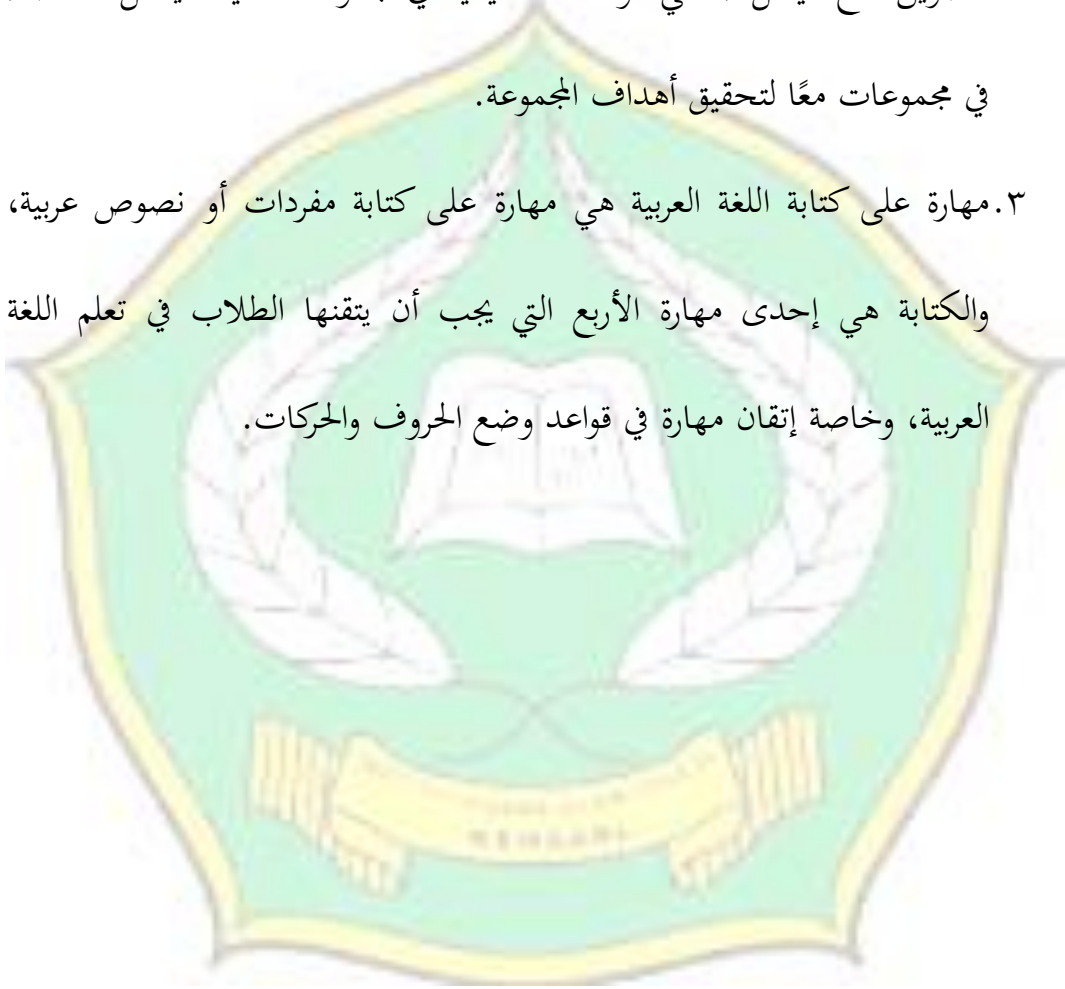 في مجموعات معًا لتحقيق أهداف المجموعة.
٣.مهارة على كتابة اللغة العربية هي مهارة على كتابة مفردات أو نصوص عربية،
والكتابة هي إحدى مهارة الأربع التي يجب أن يتقنها الطلاب في تعلم اللغة
العربية، وخاصة إتقان مهارة في قواعد وضع الحروف والحركات.